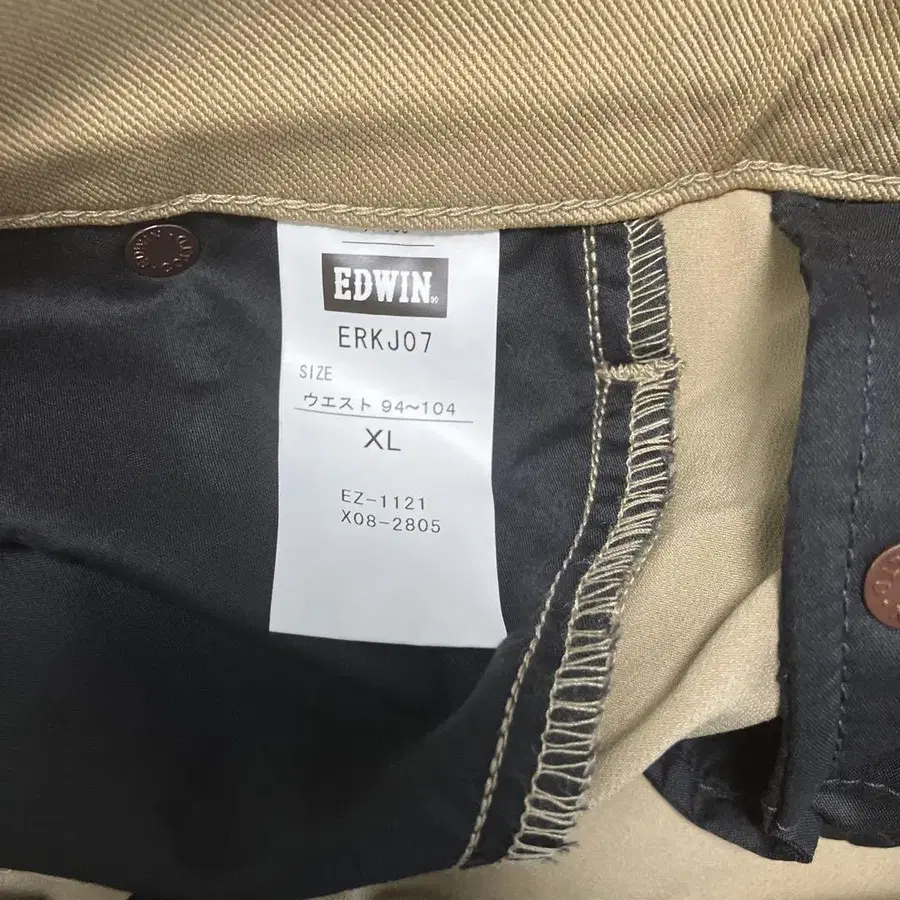 EDWIN
ERKJ07
SIZE
ウエスト 94~104
XL
EZ-1121
X08-2805